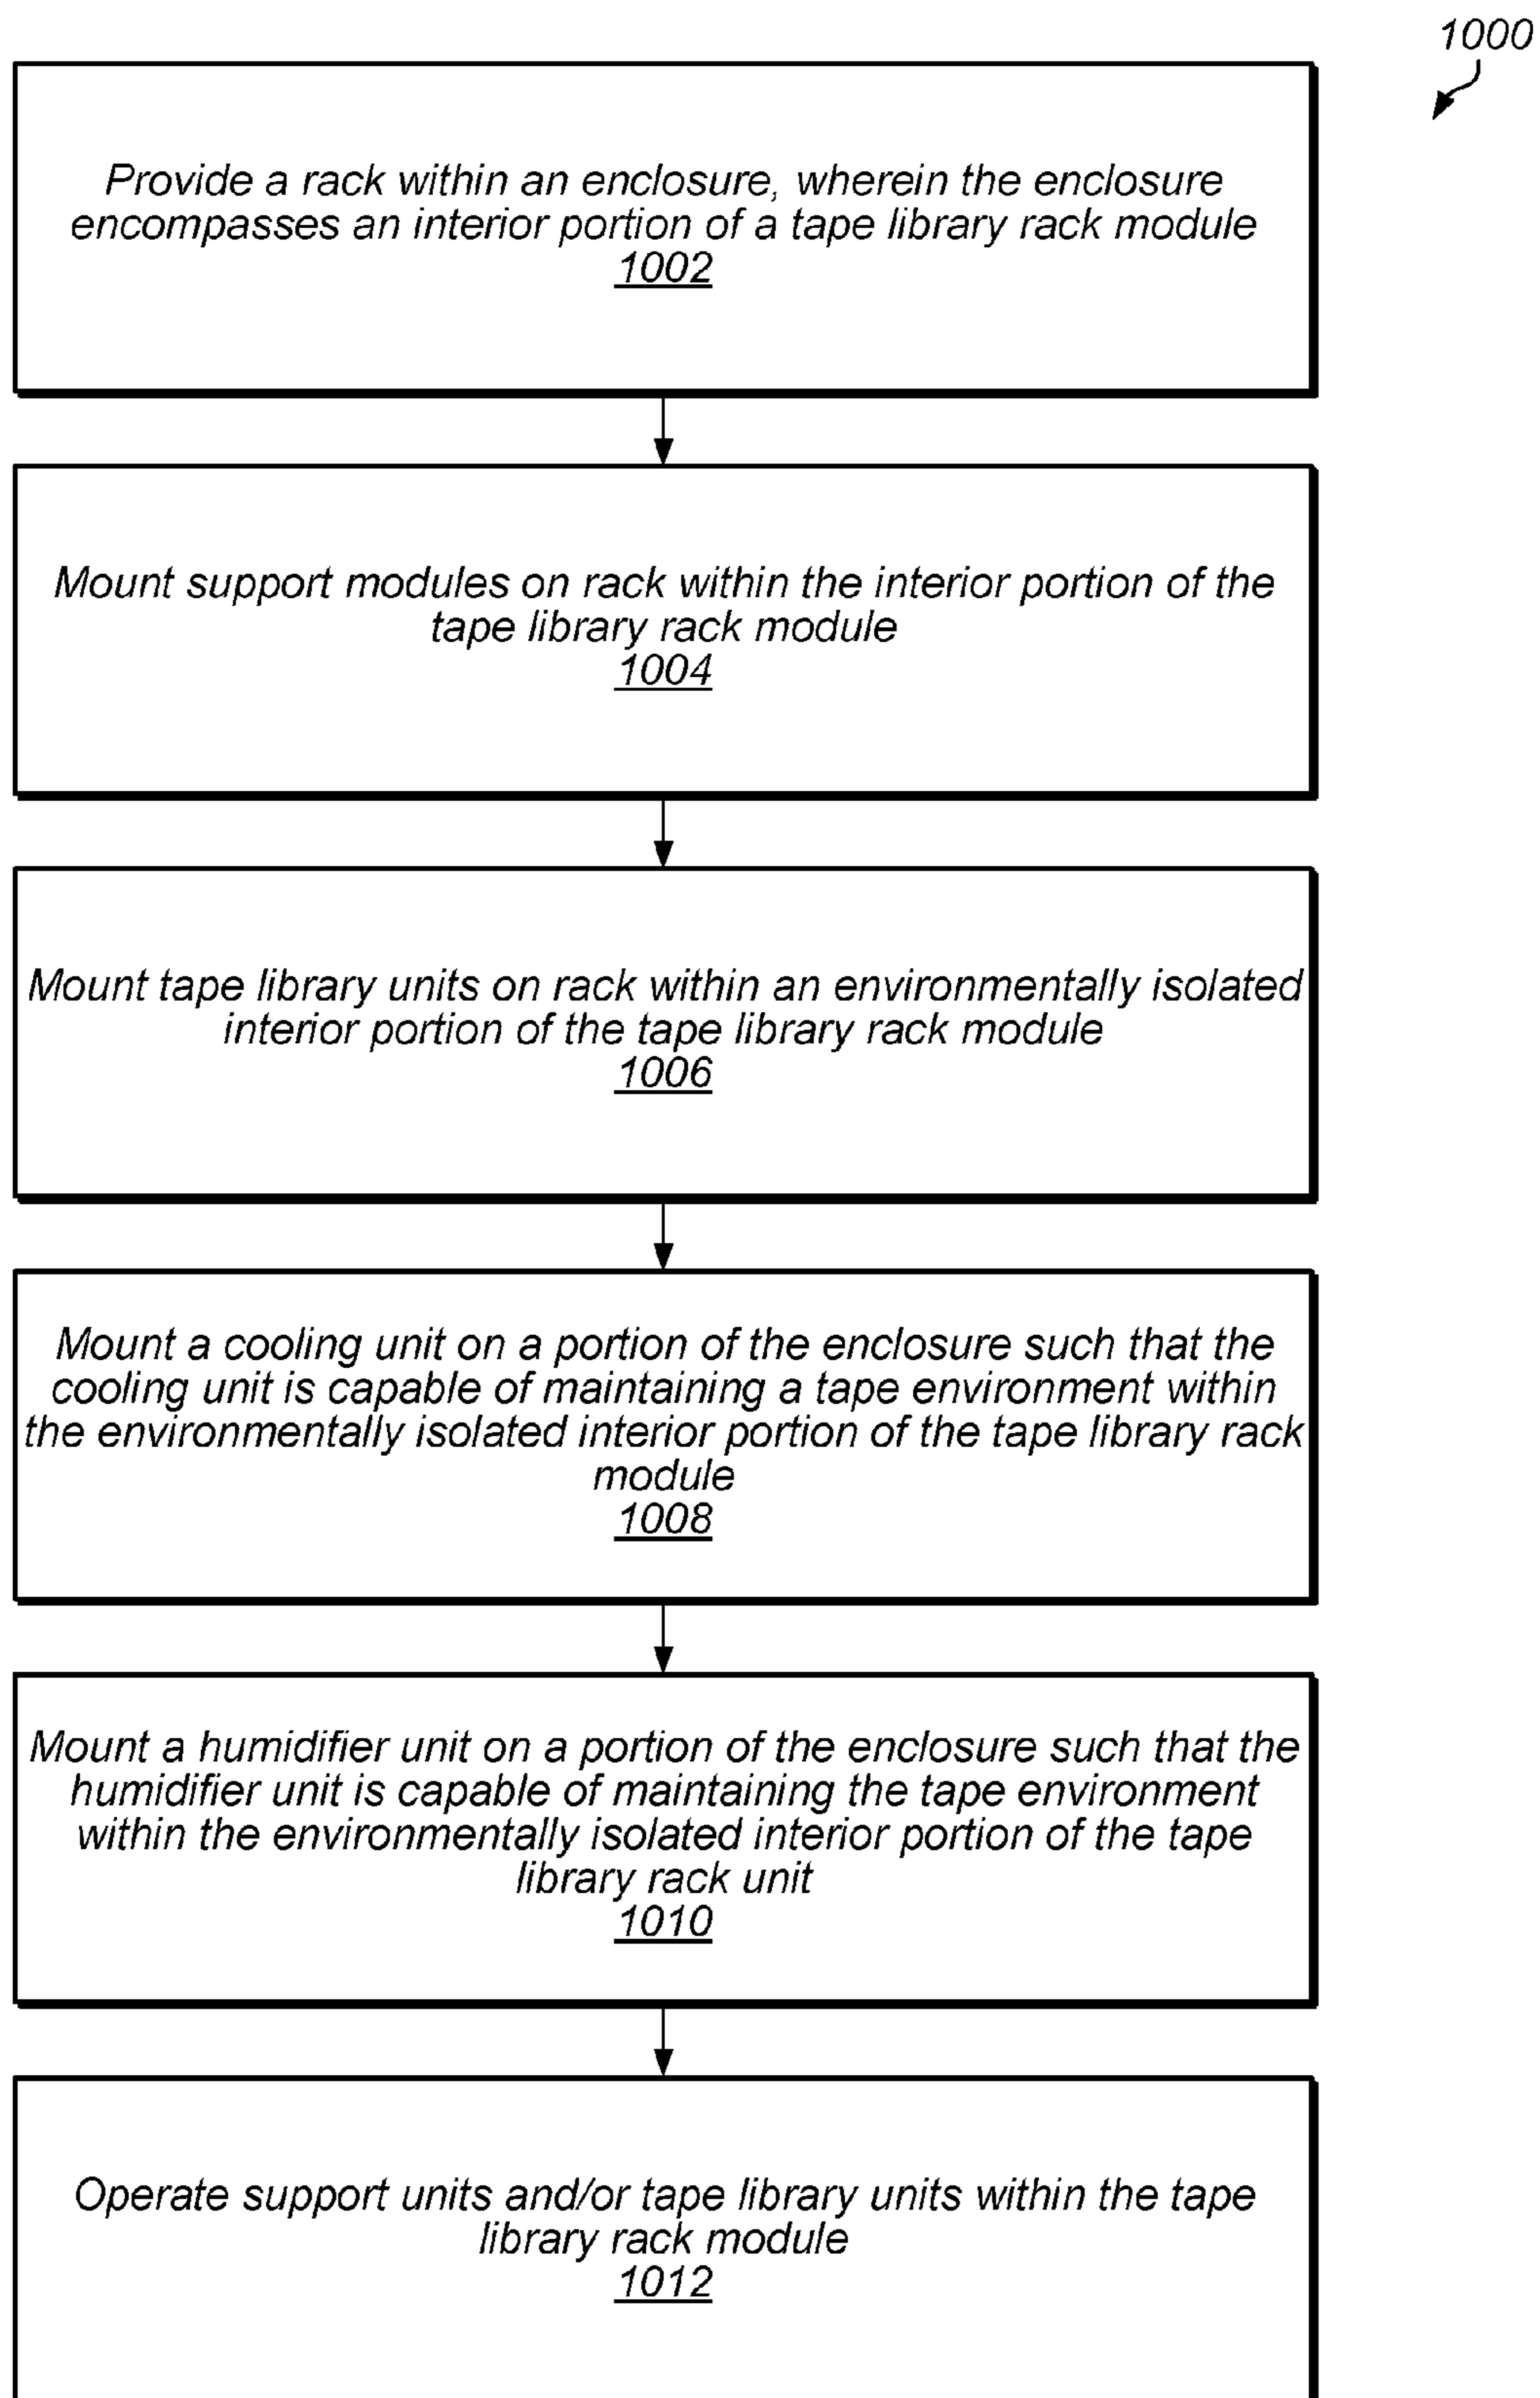 1000
Provide a rack within an enclosure, wherein the enclosure
encompasses an interior portion of a tape library rack module
1002
Mount support modules on rack within the interior portion of the
tape library rack module
1004
Mount tape library units on rack within an environmentally isolated
interior portion of the tape library rack module
1006
Mount a cooling unit on a portion of the enclosure such that the
cooling unit is capable of maintaining a tape environment within
the environmentally isolated interior portion of the tape library rack
module
1008
Mount a humidifier unit on a portion of the enclosure such that the
humidifier unit is capable of maintaining the tape environment
within the environmentally isolated interior portion of the tape
library rack unit
1010
Operate support units and/or tape library units within the tape
library rack module
1012